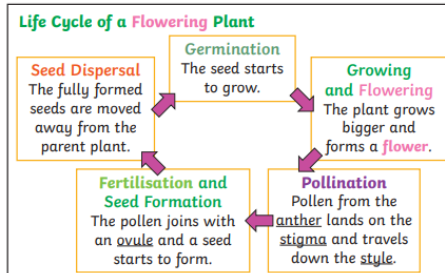 Life Cycle of a Flowering Plant
Germination
The seed starts
to grow.
Growing
and Flowering
The plant grows
bigger and
forms a flower.
Pollination
Pollen from the
anther lands on the
stigma and travels
down the style.
Fertilisation and
Seed Formation
The pollen joins with
an ovule and a seed
starts to form.
Seed Dispersal
The fully formed
seeds are moved
away from the
parent plant.